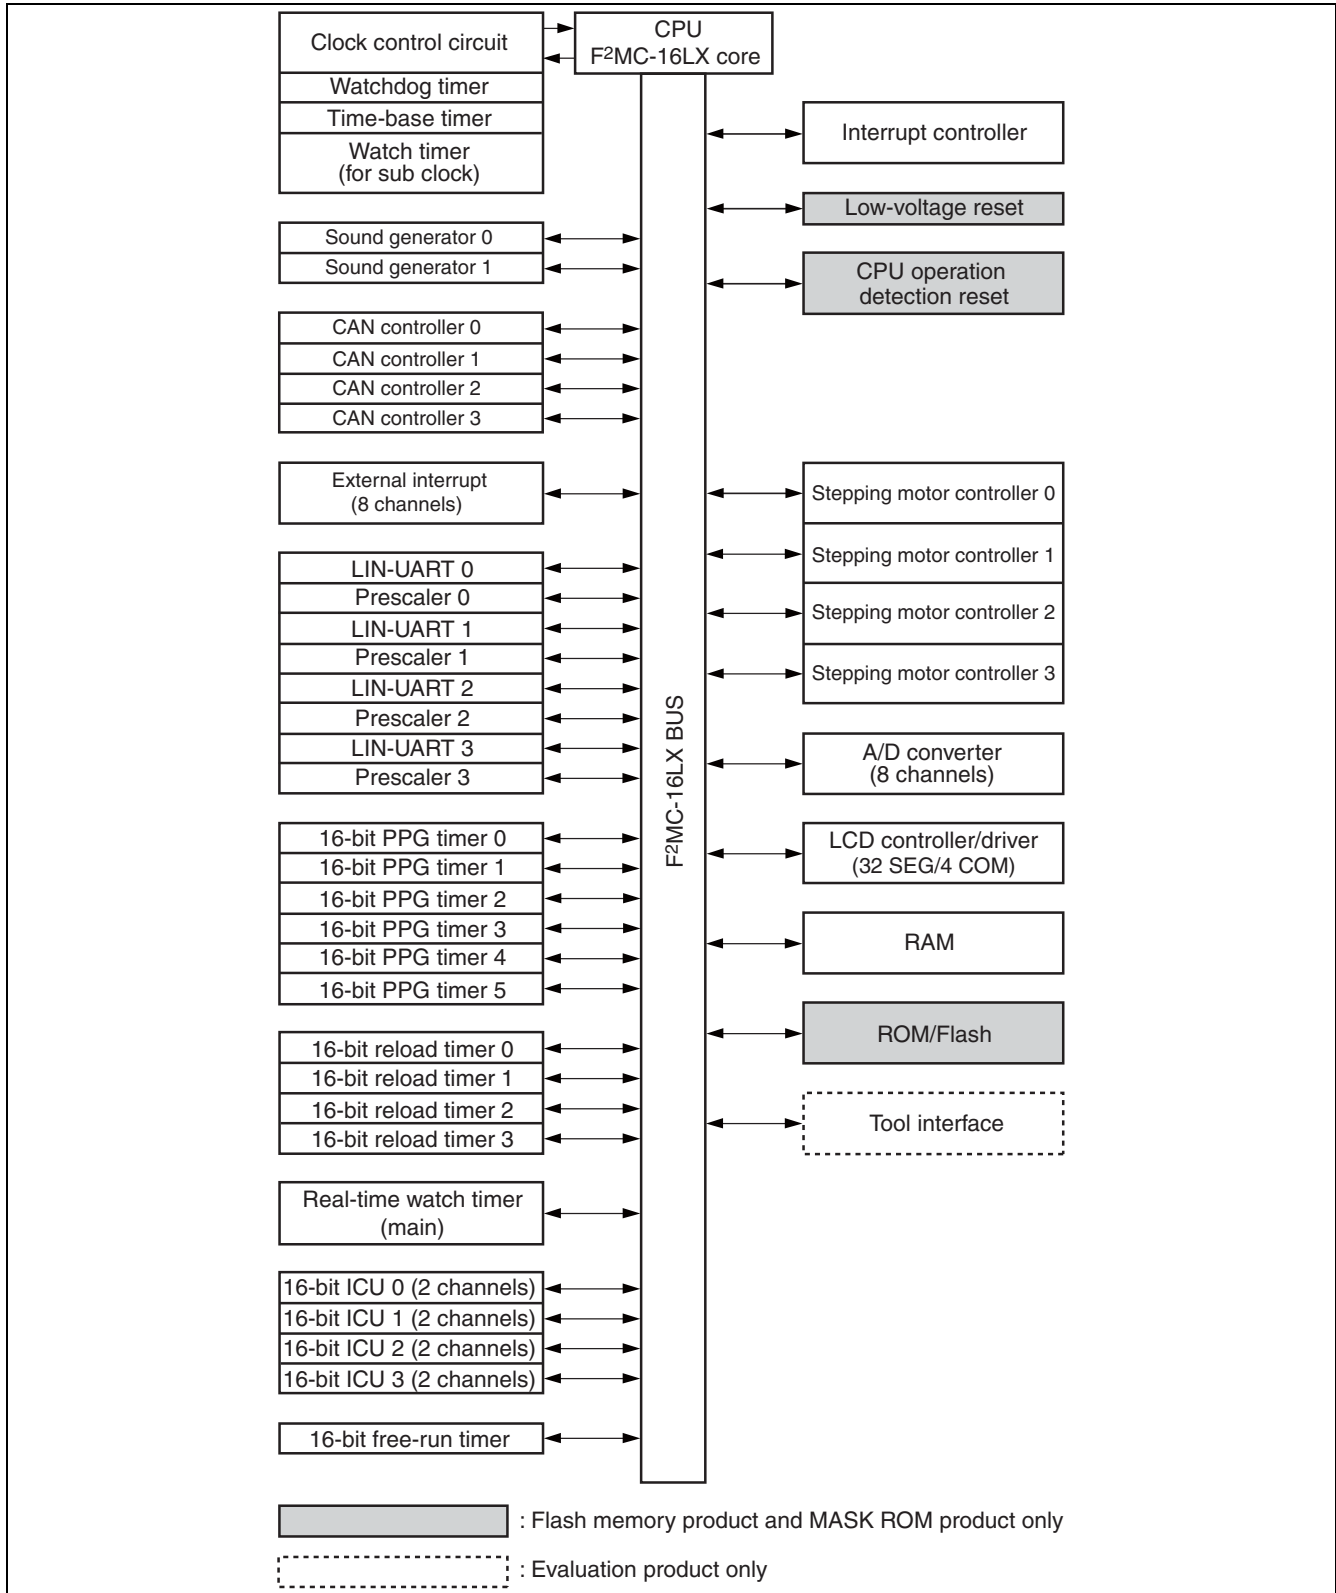 Clock control circuit
Watchdog timer
Time-base timer
Watch timer
(for sub clock)
Sound generator 0
Sound generator 1
CAN controller 0
CAN controller 1
CAN controller 2
CAN controller 3
External interrupt
(8 channels)
LIN-UART 0
Prescaler 0
LIN-UART 1
Prescaler 1
LIN-UART 2
Prescaler 2
LIN-UART 3
Prescaler 3
16-bit PPG timer 0
16-bit PPG timer 1
16-bit PPG timer 2
16-bit PPG timer 3
16-bit PPG timer 4
16-bit PPG timer 5
16-bit reload timer 0
16-bit reload timer 1
16-bit reload timer 2
16-bit reload timer 3
Real-time watch timer
(main)
16-bit ICU 0 (2 channels)
16-bit ICU 1 (2 channels)
16-bit ICU 2 (2 channels)
16-bit ICU 3 (2 channels)
16-bit free-run timer
CPU
F²MC-16LX core
F²MC-16LX BUS
Interrupt controller
Low-voltage reset
CPU operation
detection reset
Stepping motor controller 0
Stepping motor controller 1
Stepping motor controller 2
Stepping motor controller 3
A/D converter
(8 channels)
LCD controller/driver
(32 SEG/4 COM)
RAM
ROM/Flash
Tool interface
: Flash memory product and MASK ROM product only
: Evaluation product only